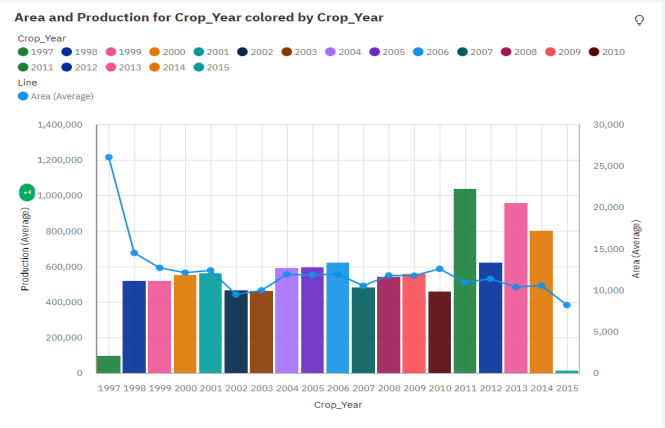 Area and Production for Crop_Year colored by Crop_Year
Crop_Year
1997 1998 1999 2000 2001 2002 2003 2004 2005 2006 2007 2008 2009 2010
2011 2012 2013 2014 2015
Line
Area (Average)
1,400,000 30,000
1,200,000 25,000
1,000,000 20,000
800,000 15,000
600,000 10,000
400,000 5,000
200,000
0 0
Production (Average)
1
Area (Average)
1997 1998 1999 2000 2001 2002 2003 2004 2005 2006 2007 2008 2009 2010 2011 2012 2013 2014 2015
Crop_Year